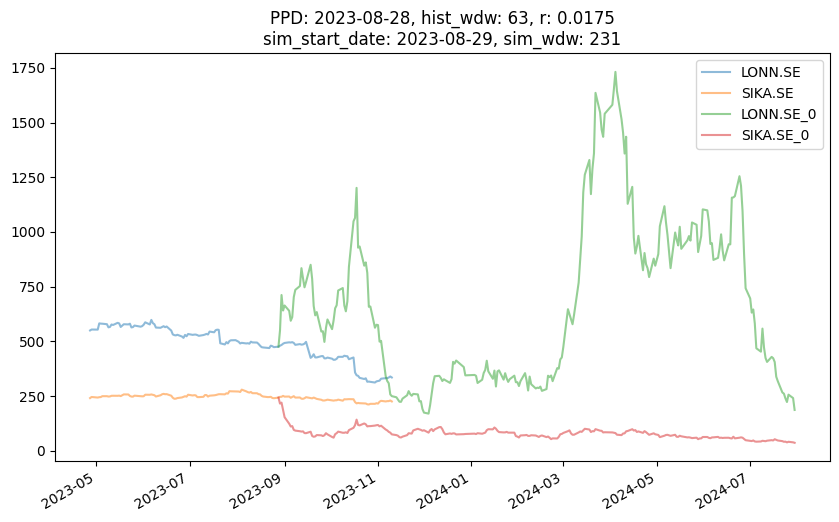 PPD: 2023-08-28, hist_wdw: 63, r: 0.0175
sim_start_date: 2023-08-29, sim_wdw: 231
LONN.SE
SIKA.SE
LONN.SE_0
SIKA.SE_0
1750
1500
1250
1000
750
500
250
0
2023-05
2023-07
2023-09
2023-11
2024-01
2024-03
2024-05
2024-07